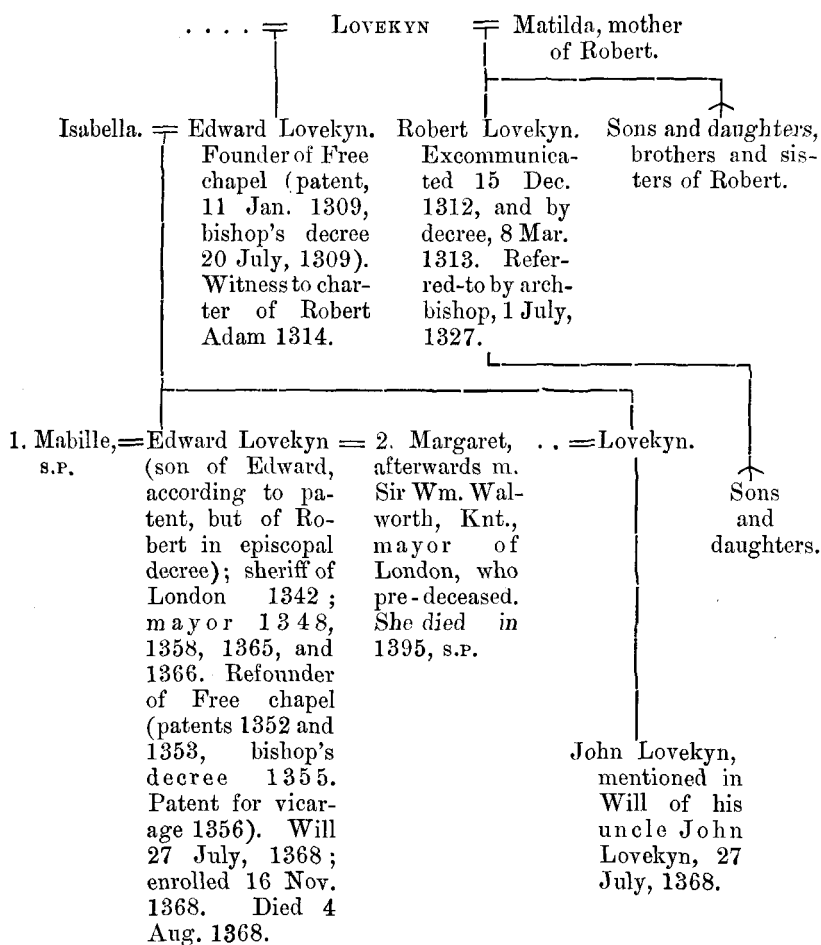 . . . . = LOVEKYN = Matilda, mother
of Robert.
Isabella. = Edward Lovekyn.
Founder of Free
chapel (patent,
11 Jan. 1309,
bishop's decree
20 July, 1309).
Witness to char-
ter of Robert
Adam 1314.
Robert Lovekyn.
Excommunica-
ted 15 Dec.
1312, and by
decree, 8 Mar.
1313. Refer-
red-to by arch-
bishop, 1 July,
1327.
Sons and daughters,
brothers and sis-
ters of Robert.
1. Mabille,
s.P.
=Edward Lovekyn =
(son of Edward,
according to pa-
tent, but of Ro-
bert in episcopal
decree); sheriff of
London 1342 ;
mayor 1348,
1358, 1365, and
1366. Refounder
of Free chapel
(patents 1352 and
1353, bishop's
decree 1355.
Patent for vicar-
age 1356). Will
27 July, 1368 ;
enrolled 16 Nov.
1368. Died 4
Aug. 1368.
2. Margaret,
afterwards m.
Sir Wm. Wal-
worth, Knt.,
mayor of
London, who
pre-deceased.
She died in
1395, s.P.
. . =Lovekyn.
Sons
and
daughters.
John Lovekyn,
mentioned in
Will of his
uncle John
Lovekyn, 27
July, 1368.